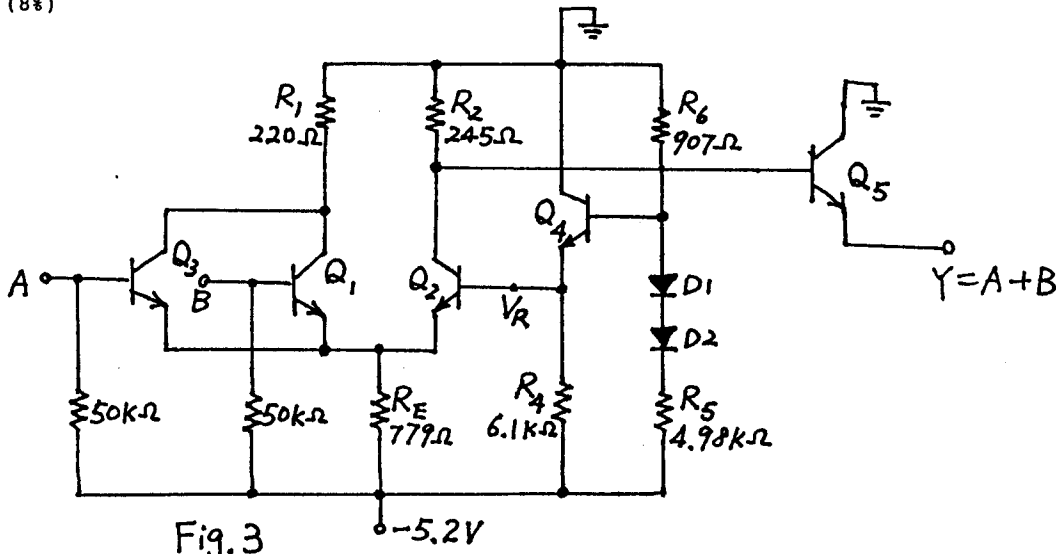 (8%)
R1
220Ω
R2
245Ω
R6
907Ω
Q5
Q4
Q3
A
B
Q1
Q2
VR
D1
Y=A+B
D2
50KΩ
50KΩ
RE
779Ω
R4
6.1KΩ
R5
4.98KΩ
-5.2V
Fig.3